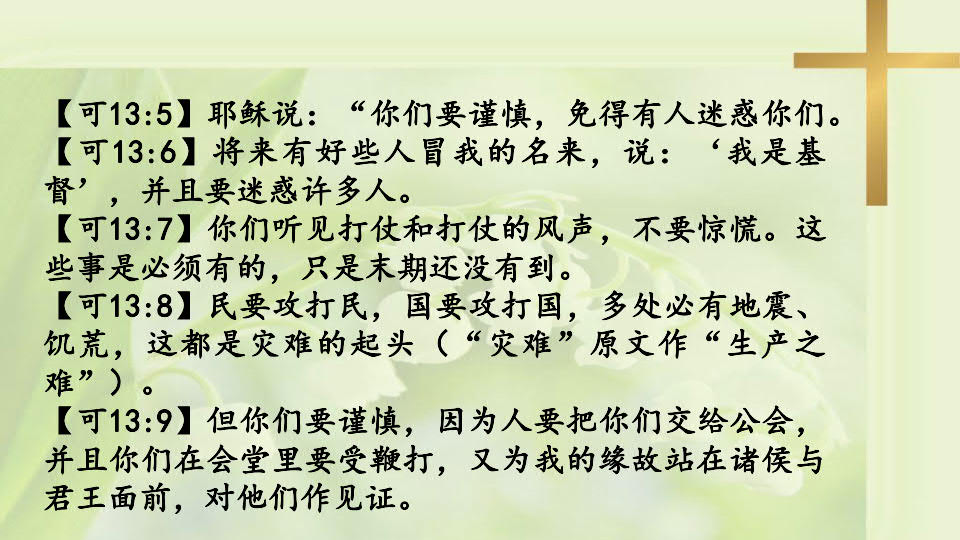 【可13:5】耶稣说：“你们要谨慎，免得有人迷惑你们。
【可13:6】将来有好些人冒我的名来，说：‘我是基
督’，并且要迷惑许多人。
【可13:7】你们听见打仗和打仗的风声，不要惊慌。这
些事是必须有的，只是末期还没有到。
【可13:8】民要攻打民，国要攻打国，多处必有地震、
饥荒，这都是灾难的起头（“灾难”原文作“生产之
难”）。
【可13:9】但你们要谨慎，因为人要把你们交给公会，
并且你们在会堂里要受鞭打，又为我的缘故站在诸侯与
君王面前，对他们作见证。